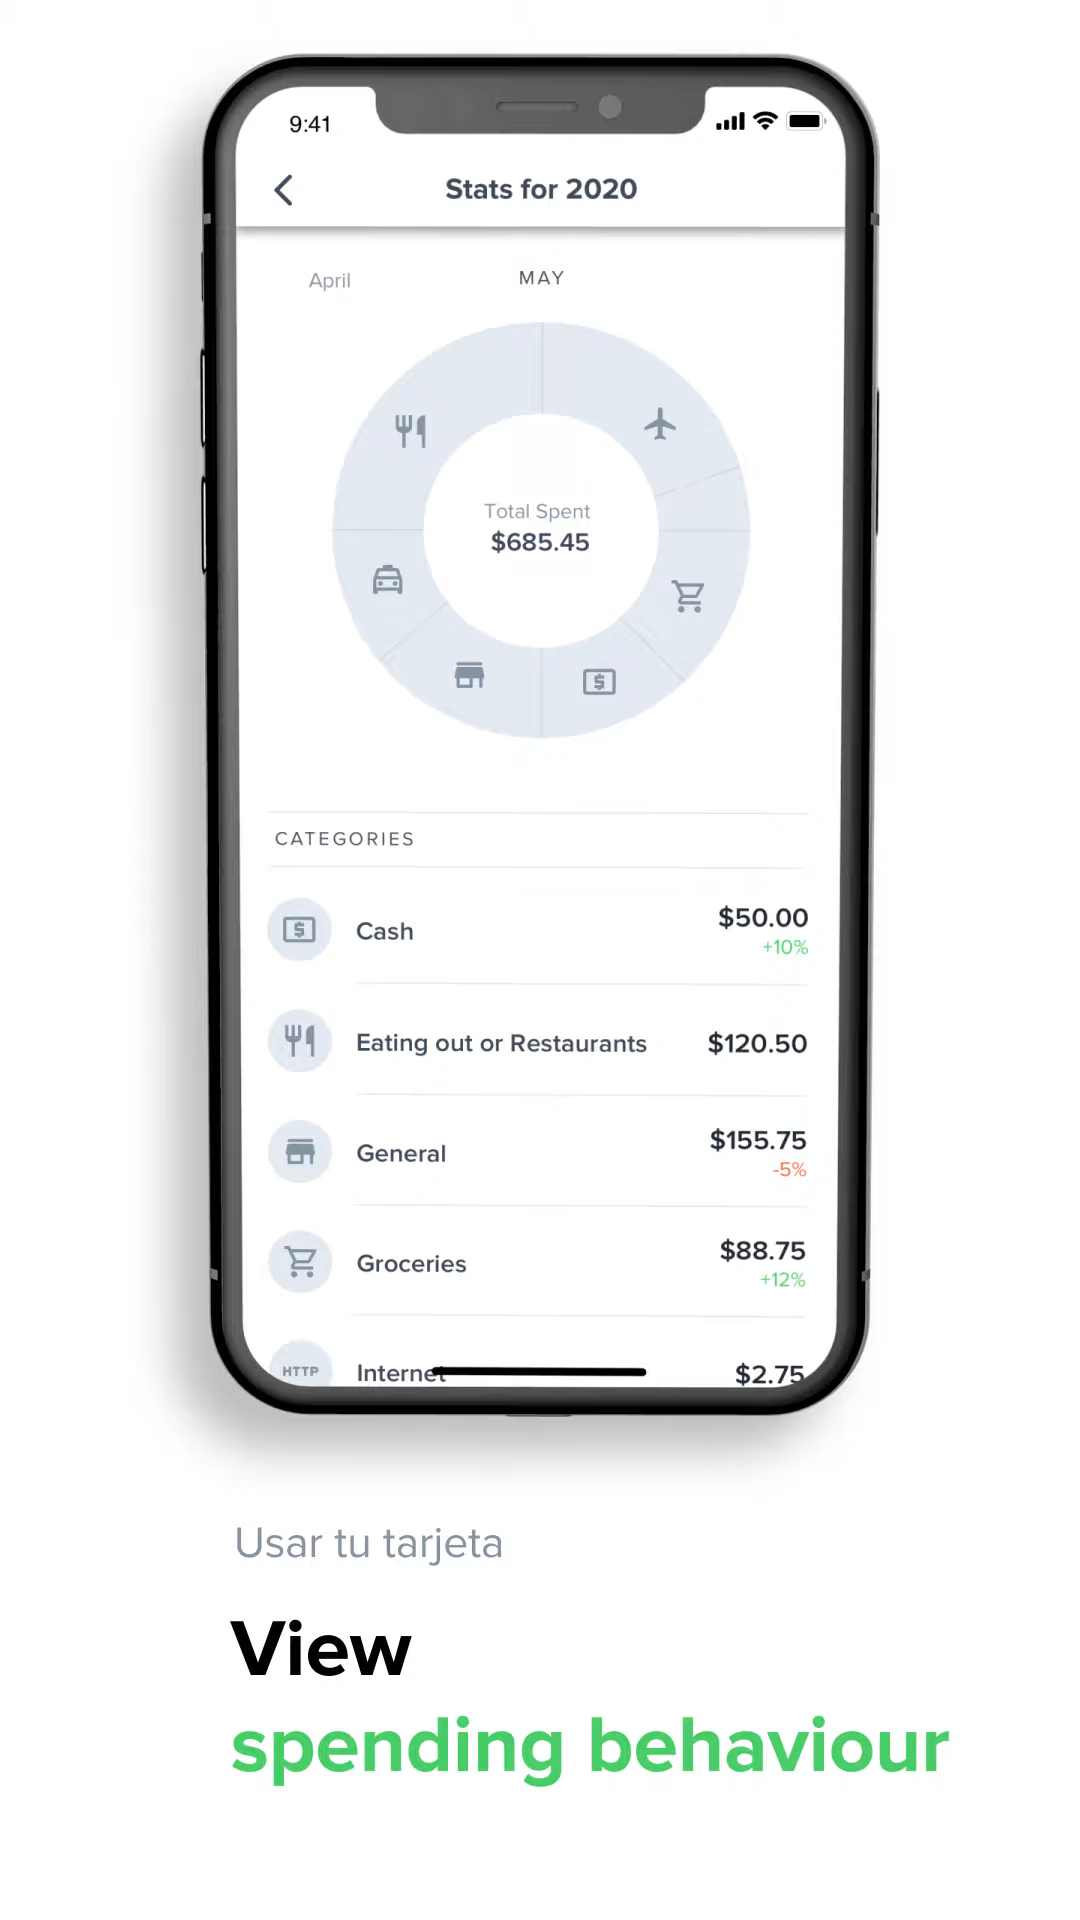 9:41
Stats for 2020
April
MAY
Total Spent
$685.45
CATEGORIES
Cash
$50.00
+10%
Eating out or Restaurants
$120.50
General
$155.75
-5%
Groceries
$88.75
+12%
HTTP
Internet
$2.75
Usar tu tarjeta
View
spending behaviour